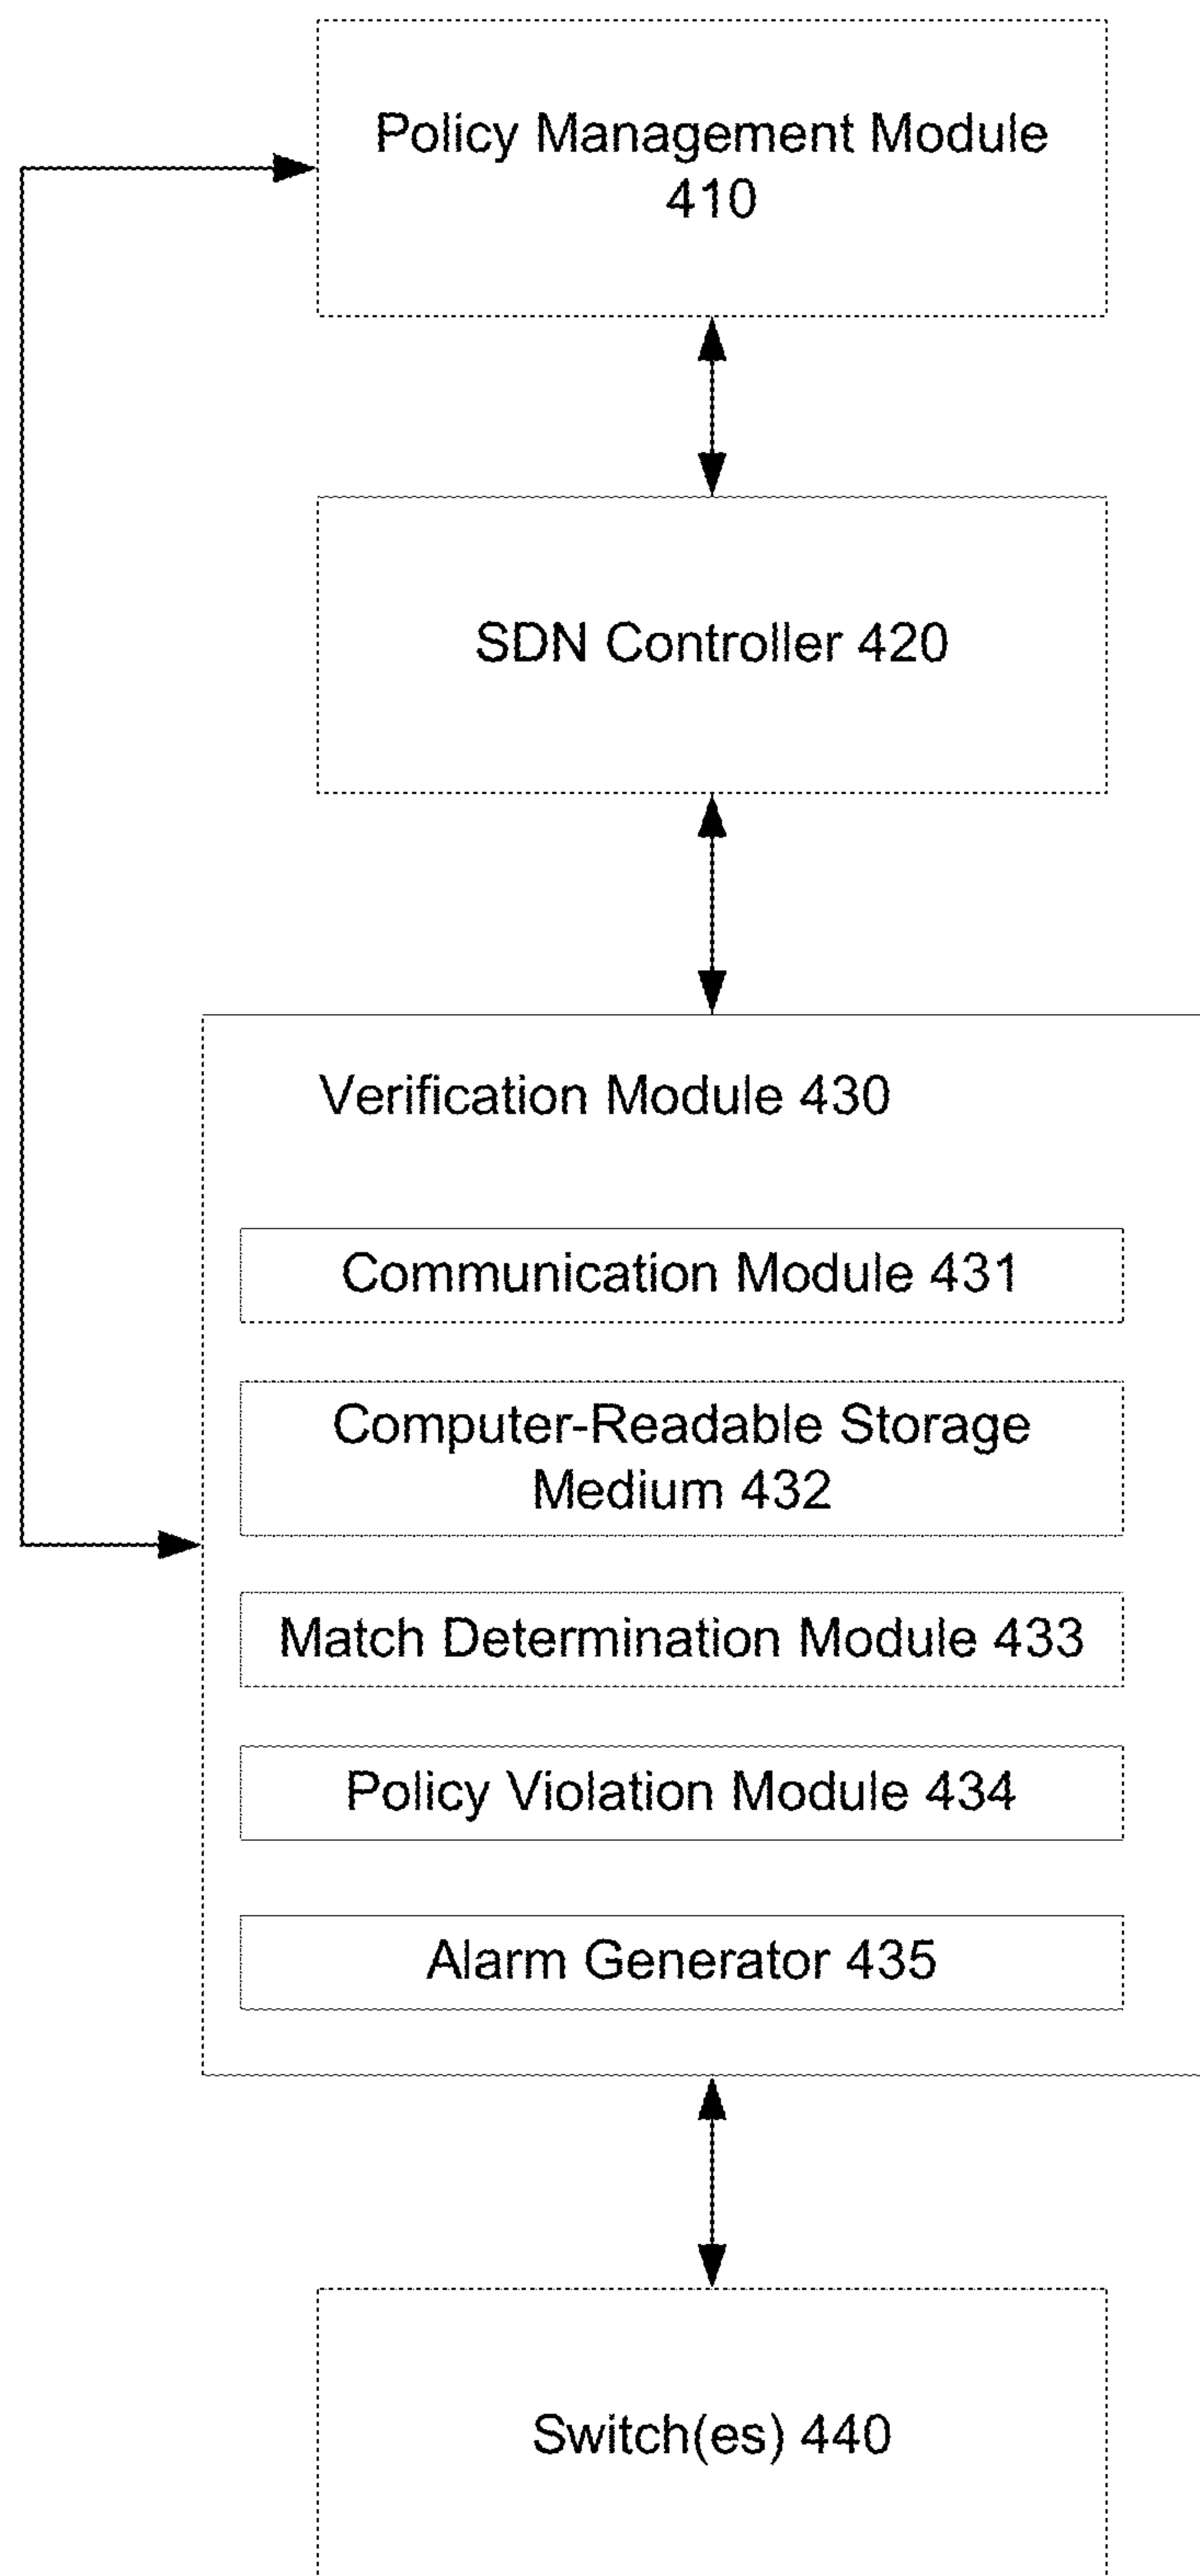 Policy Management Module
410
SDN Controller 420
Verification Module 430
Communication Module 431
Computer-Readable Storage
Medium 432
Match Determination Module 433
Policy Violation Module 434
Alarm Generator 435
Switch(es) 440